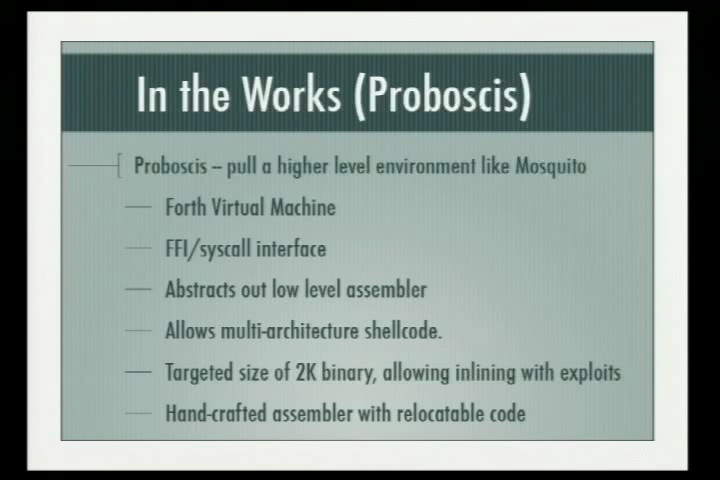 In the Works (Proboscis)
Proboscis – pull a higher level environment like Mosquito
Forth Virtual Machine
FFI/syscall interface
Abstracts out low level assembler
Allows multi-architecture shellcode.
Targeted size of 2K binary, allowing inlining with exploits
Hand-crafted assembler with relocatable code